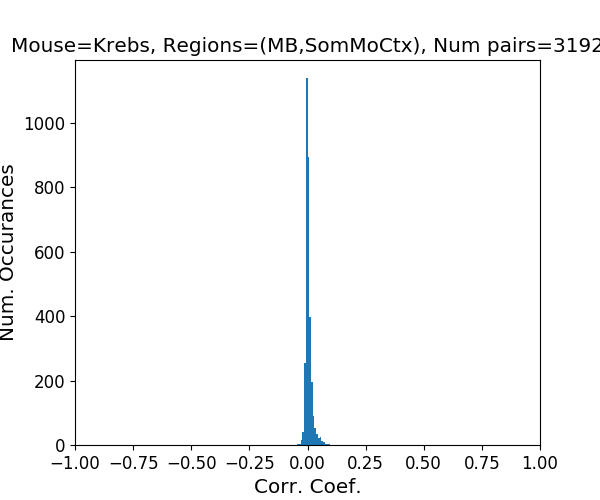 Mouse=Krebs, Regions=(MB,SomMoCtx), Num pairs=3192
Num. Occurances
1000
800
600
400
200
0
−1.00 −0.75 −0.50 −0.25 0.00 0.25 0.50 0.75 1.00
Corr. Coef.